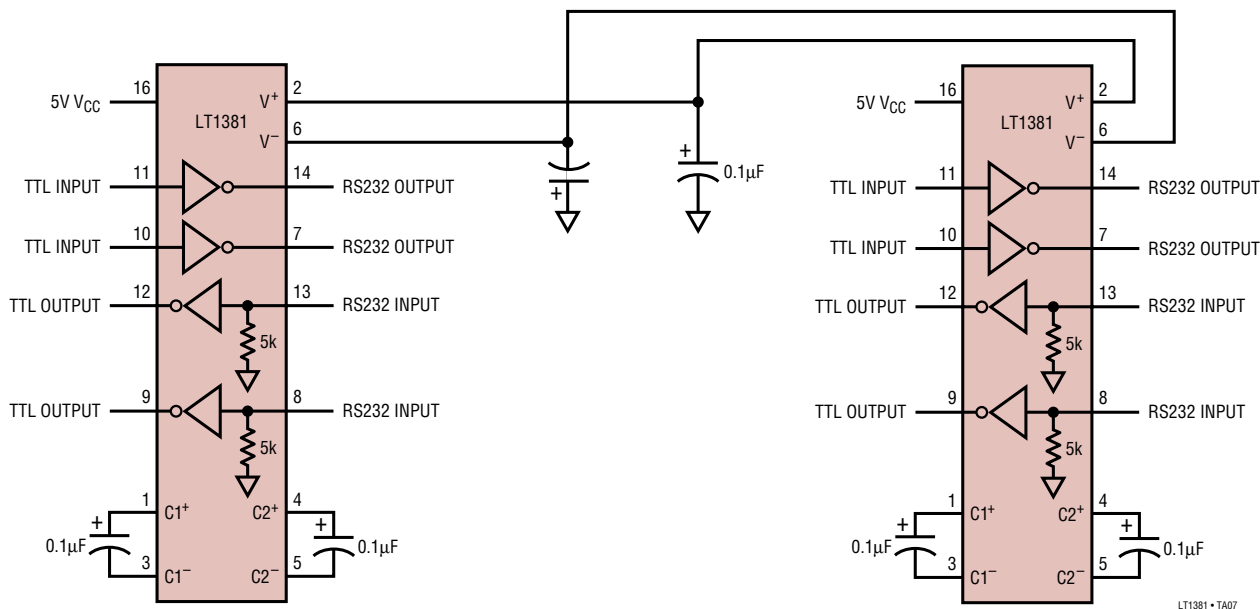 16
5V VCC
LT1381
V+
2
V−
6
11
TTL INPUT
14
RS232 OUTPUT
10
TTL INPUT
7
RS232 OUTPUT
12
TTL OUTPUT
13
RS232 INPUT
5k
9
TTL OUTPUT
8
RS232 INPUT
5k
1
C1+
C2+
4
+
0.1µF
+
0.1µF
3
C1−
C2−
5
+
+
0.1µF
16
5V VCC
LT1381
V+
2
V−
6
11
TTL INPUT
14
RS232 OUTPUT
10
TTL INPUT
7
RS232 OUTPUT
12
TTL OUTPUT
13
RS232 INPUT
5k
9
TTL OUTPUT
8
RS232 INPUT
5k
1
C1+
C2+
4
+
0.1µF
+
0.1µF
3
C1−
C2−
5
LT1381 • TA07